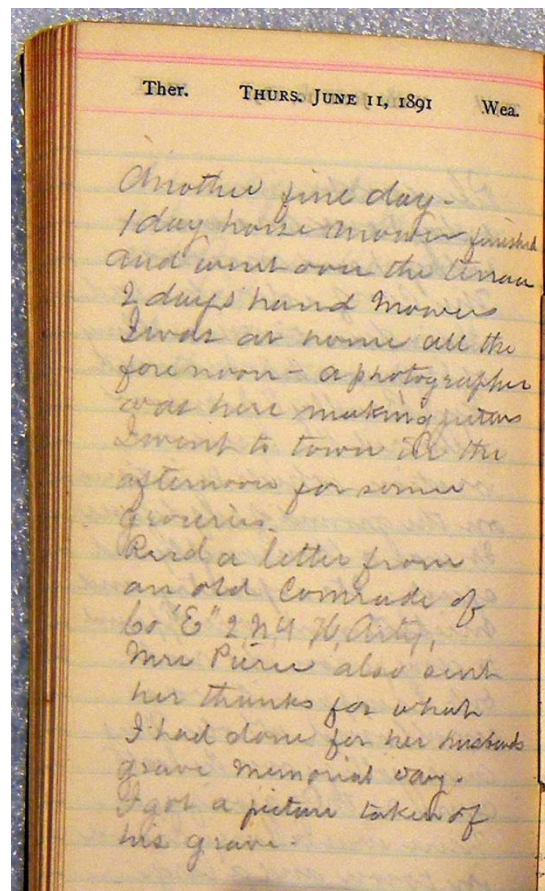 Ther. THURS. JUNE 11, 1891 Wea.
Another fine day.
1 day horse mower finished
and went over the terrace
2 days hand Mowers
I was at home all the
forenoon - a photographer
was here making pictures
I went to town in the
afternoon for some
groceries.
Recd a letter from
an old Comrade of
Co "E" 2 N.Y. H. Arty,
Mrs Pierce also sent
her thanks for what
I had done for her husbands
grave Memorial day.
I got a picture taken of
his grave.